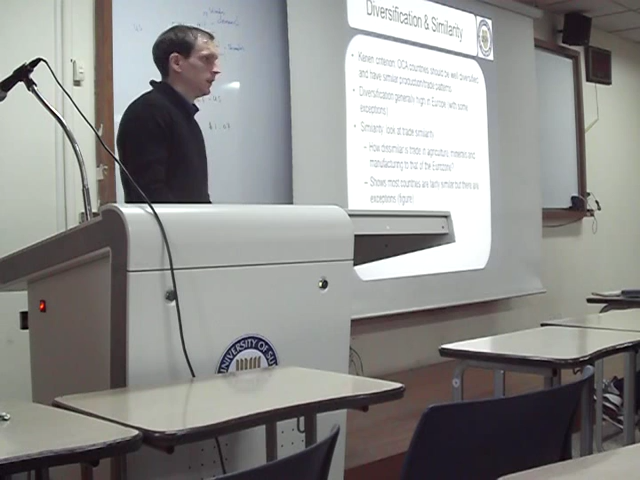 Diversification & Similarity
• Kenen criterion: OCA countries should be well diversified
and have similar production/trade patterns
• Diversification generally high in Europe (with some
exceptions)
• Similarity: look at trade similarity
– How dissimilar is trade in agriculture, minerals and
manufacturing to that of the Eurozone?
– Shows most countries are fairly similar but there are
exceptions (figure)
UNIVERSITY OF SU